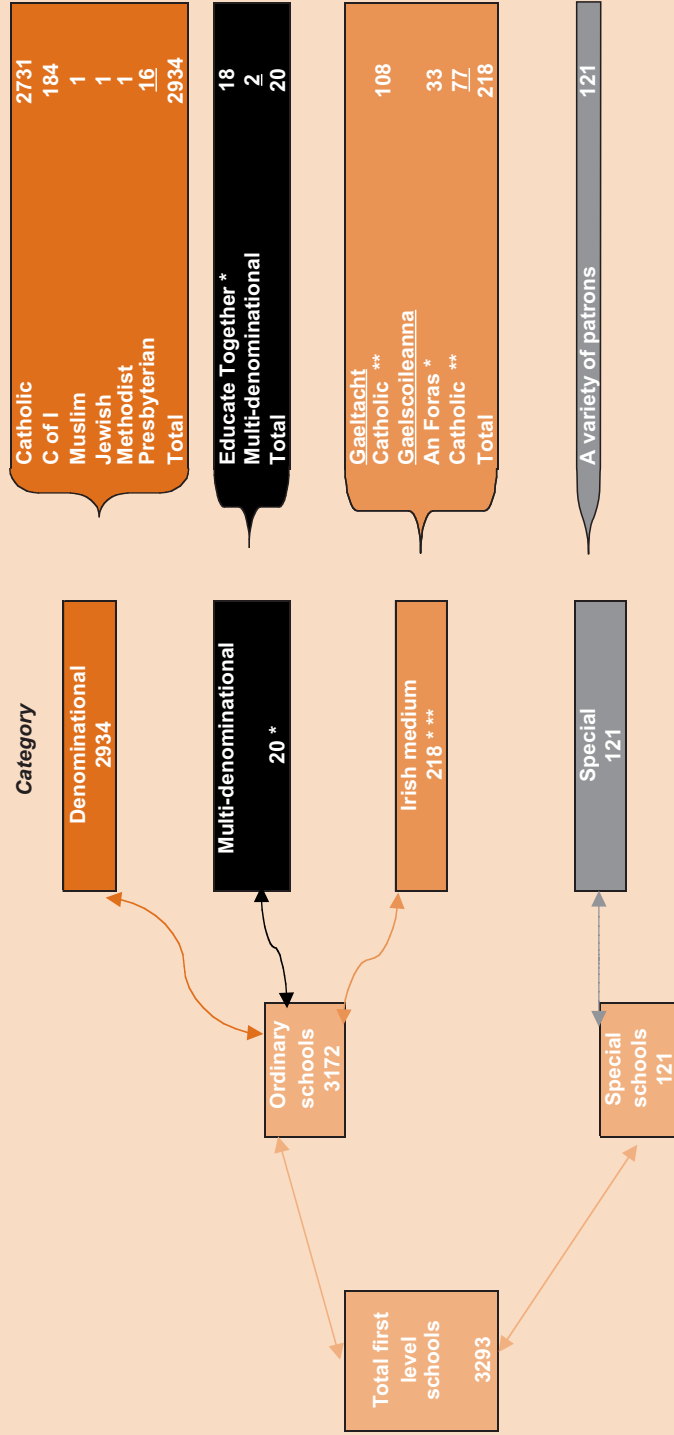 Category
Total first
level
schools
3293
Ordinary
schools
3172
Special
schools
121
Denominational
2934
Multi-denominational
20 *
Irish medium
218 * **
Special
121
Catholic 2731
C of I 184
Muslim 1
Jewish 1
Methodist 1
Presbyterian 16
Total 2934
Educate Together * 18
Multi-denominational 2
Total 20
Gaeltacht
Catholic ** 108
Gaelscoileanna
An Foras * 33
Catholic ** 77
Total 218
A variety of patrons 121